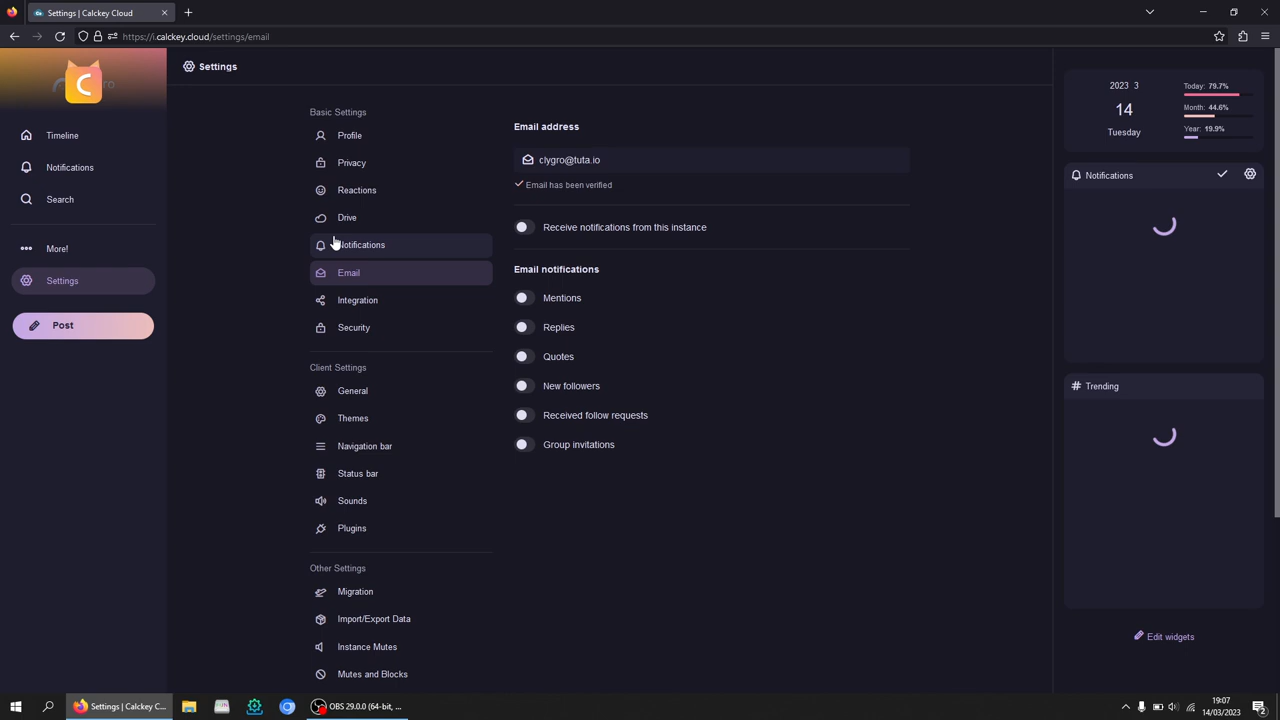 Settings | Calckey Cloud
https://i.calckey.cloud/settings/email
Timeline
Notifications
Search
More!
Settings
Post
Settings
Basic Settings
Profile
Privacy
Reactions
Drive
Notifications
Email
Integration
Security
Client Settings
General
Themes
Navigation bar
Status bar
Sounds
Plugins
Other Settings
Migration
Import/Export Data
Instance Mutes
Mutes and Blocks
Email address
clygro@tuta.io
Email has been verified
Receive notifications from this instance
Email notifications
Mentions
Replies
Quotes
New followers
Received follow requests
Group invitations
2023 3
14
Tuesday
Today: 79.7%
Month: 44.6%
Year: 19.9%
Notifications
Trending
Edit widgets
Settings | Calckey C...
OBS 29.0.0 (64-bit, ...
19:07
14/03/2023